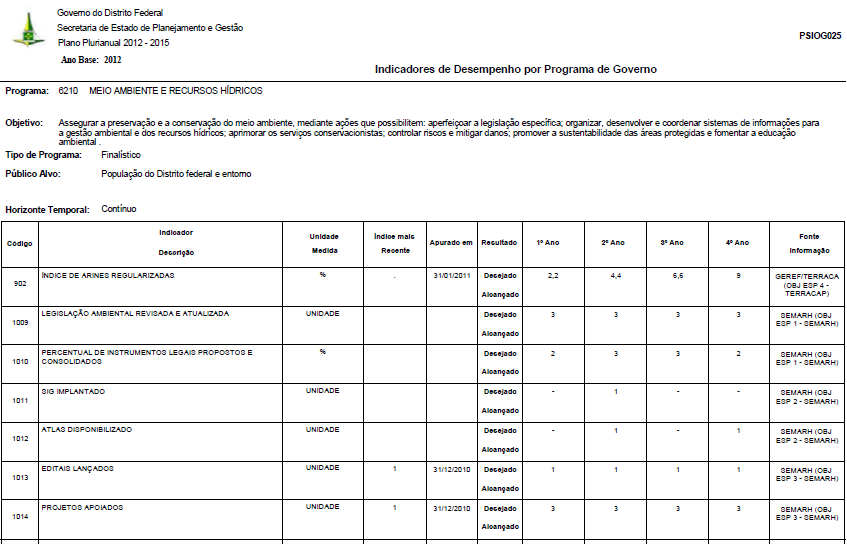 Governo do Distrito Federal
Secretaria de Estado de Planejamento e Gestão
Plano Plurianual 2012 - 2015
PSIOG025
Ano Base: 2012
Indicadores de Desempenho por Programa de Governo
Programa: 6210 MEIO AMBIENTE E RECURSOS HÍDRICOS
Objetivo: Assegurar a preservação e a conservação do meio ambiente, mediante ações que possibilitem: aperfeiçoar a legislação específica; organizar, desenvolver e coordenar sistemas de informações para
a gestão ambiental e dos recursos hídricos; aprimorar os serviços conservacionistas; controlar riscos e mitigar danos; promover a sustentabilidade das áreas protegidas e fomentar a educação
ambiental .
Tipo de Programa: Finalístico
Público Alvo: População do Distrito federal e entorno
Horizonte Temporal: Contínuo
Código Indicador Descrição Unidade Medida Índice mais Recente Apurado em Resultado 1º Ano 2º Ano 3º Ano 4º Ano Fonte Informação
902 ÍNDICE DE ARINES REGULARIZADAS % . 31/01/2011 Desejado 2,2 4,4 6,6 9 GEREF/TERRACA
(OBJ ESP 4 -
Alcançado TERRACAP)
1009 LEGISLAÇÃO AMBIENTAL REVISADA E ATUALIZADA UNIDADE Desejado 3 3 3 3 SEMARH (OBJ
Alcançado ESP 1 - SEMARH)
1010 PERCENTUAL DE INSTRUMENTOS LEGAIS PROPOSTOS E % Desejado 2 3 3 2 SEMARH (OBJ
CONSOLIDADOS Alcançado ESP 1 - SEMARH)
1011 SIG IMPLANTADO UNIDADE Desejado - 1 - - SEMARH (OBJ
Alcançado ESP 2 - SEMARH)
1012 ATLAS DISPONIBILIZADO UNIDADE Desejado - 1 - 1 SEMARH (OBJ
Alcançado ESP 2 - SEMARH)
1013 EDITAIS LANÇADOS UNIDADE 1 31/12/2010 Desejado 1 1 1 1 SEMARH (OBJ
Alcançado ESP 3 - SEMARH)
1014 PROJETOS APOIADOS UNIDADE 1 31/12/2010 Desejado 3 3 3 3 SEMARH (OBJ
Alcançado ESP 3 - SEMARH)